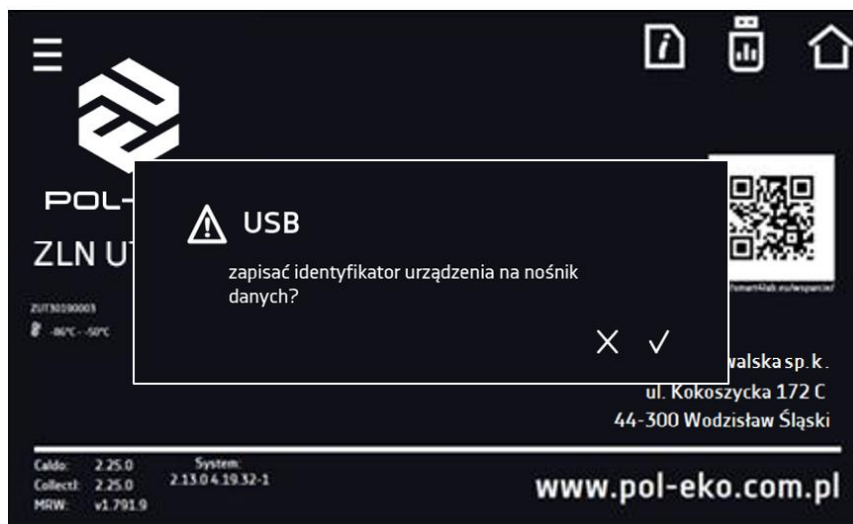 POL-
ZLN U
USB
zapisać identyfikator urządzenia na nośnik
danych?
ZUT30190003
-86°C - -50°C
walska sp. k.
ul. Kokoszycka 172 C
44-300 Wodzisław Śląski
Caldo: 2.25.0
Collectl: 2.25.0
MRW: v1.791.9
System:
2.13.0 4.19.32-1
www.pol-eko.com.pl